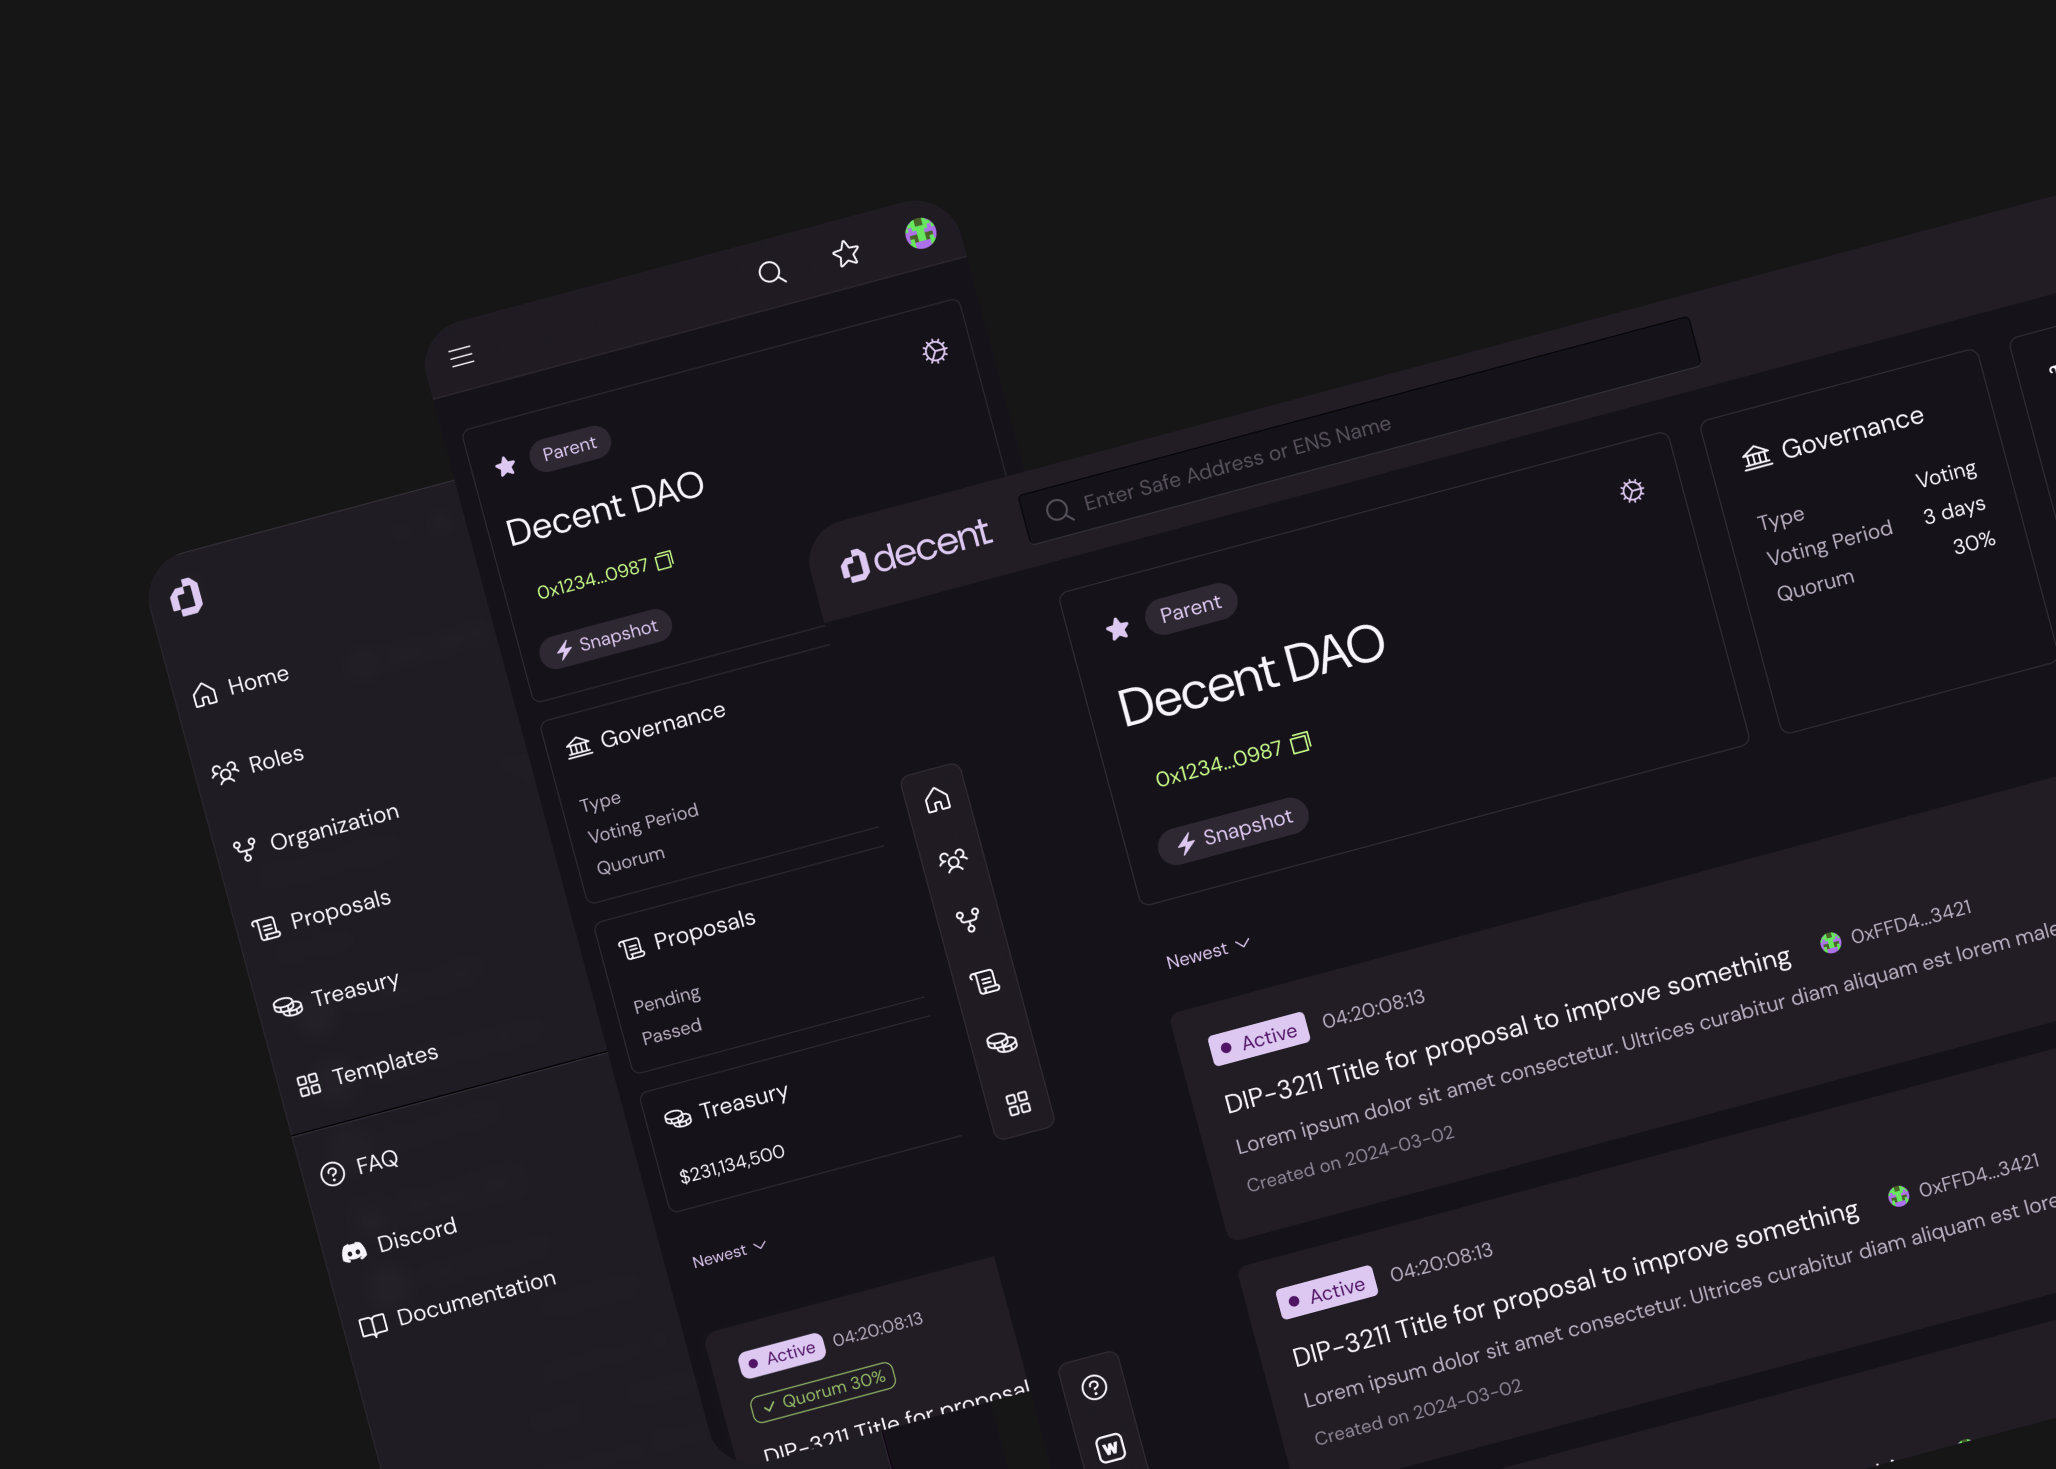 Home
Roles
Organization
Proposals
Treasury
Templates
FAQ
Discord
Documentation
Parent
Decent DAO
0x1234...0987
Snapshot
Governance
Type
Voting Period
Quorum
Proposals
Pending
Passed
Treasury
$231,134,500
Newest
Active 04:20:08:13
Quorum 30%
DIP-3211 Title for proposal
decent
Enter Safe Address or ENS Name
Parent
Decent DAO
0x1234...0987
Snapshot
Governance
Type Voting
Voting Period 3 days
Quorum 30%
Newest
Active 04:20:08:13
DIP-3211 Title for proposal to improve something 0xFFD4...3421
Lorem ipsum dolor sit amet consectetur. Ultrices curabitur diam aliquam est lorem male
Created on 2024-03-02
Active 04:20:08:13
DIP-3211 Title for proposal to improve something 0xFFD4...3421
Lorem ipsum dolor sit amet consectetur. Ultrices curabitur diam aliquam est lore
Created on 2024-03-02
W